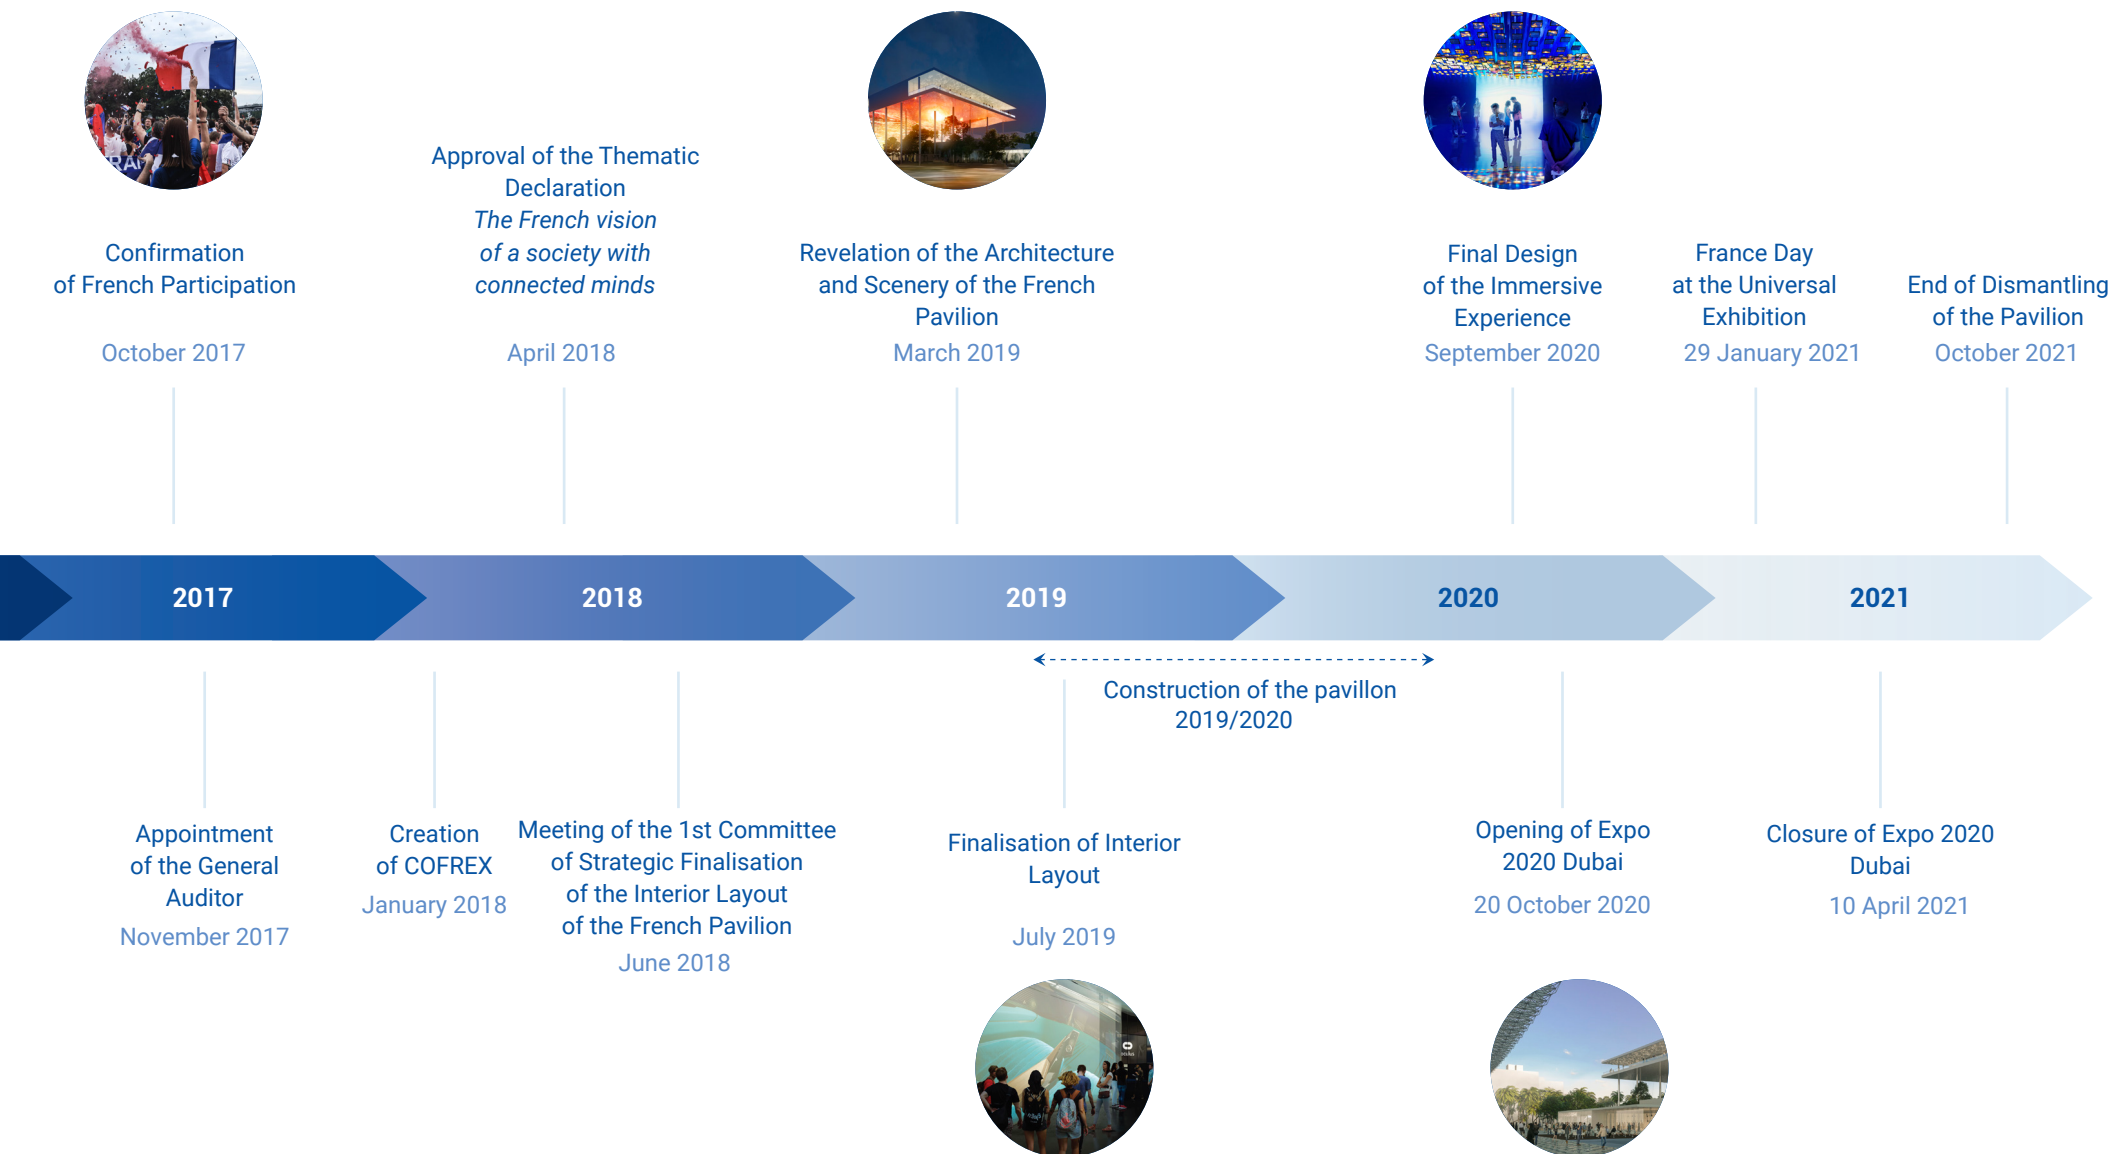 Confirmation
of French Participation
October 2017
Approval of the Thematic
Declaration
The French vision
of a society with
connected minds
April 2018
Revelation of the Architecture
and Scenery of the French
Pavilion
March 2019
Final Design
of the Immersive
Experience
September 2020
France Day
at the Universal
Exhibition
29 January 2021
End of Dismantling
of the Pavilion
October 2021
2017
2018
2019
2020
2021
Construction of the pavillon
2019/2020
Appointment
of the General
Auditor
November 2017
Creation
of COFREX
January 2018
Meeting of the 1st Committee
of Strategic Finalisation
of the Interior Layout
of the French Pavilion
June 2018
Finalisation of Interior
Layout
July 2019
Opening of Expo
2020 Dubai
20 October 2020
Closure of Expo 2020
Dubai
10 April 2021